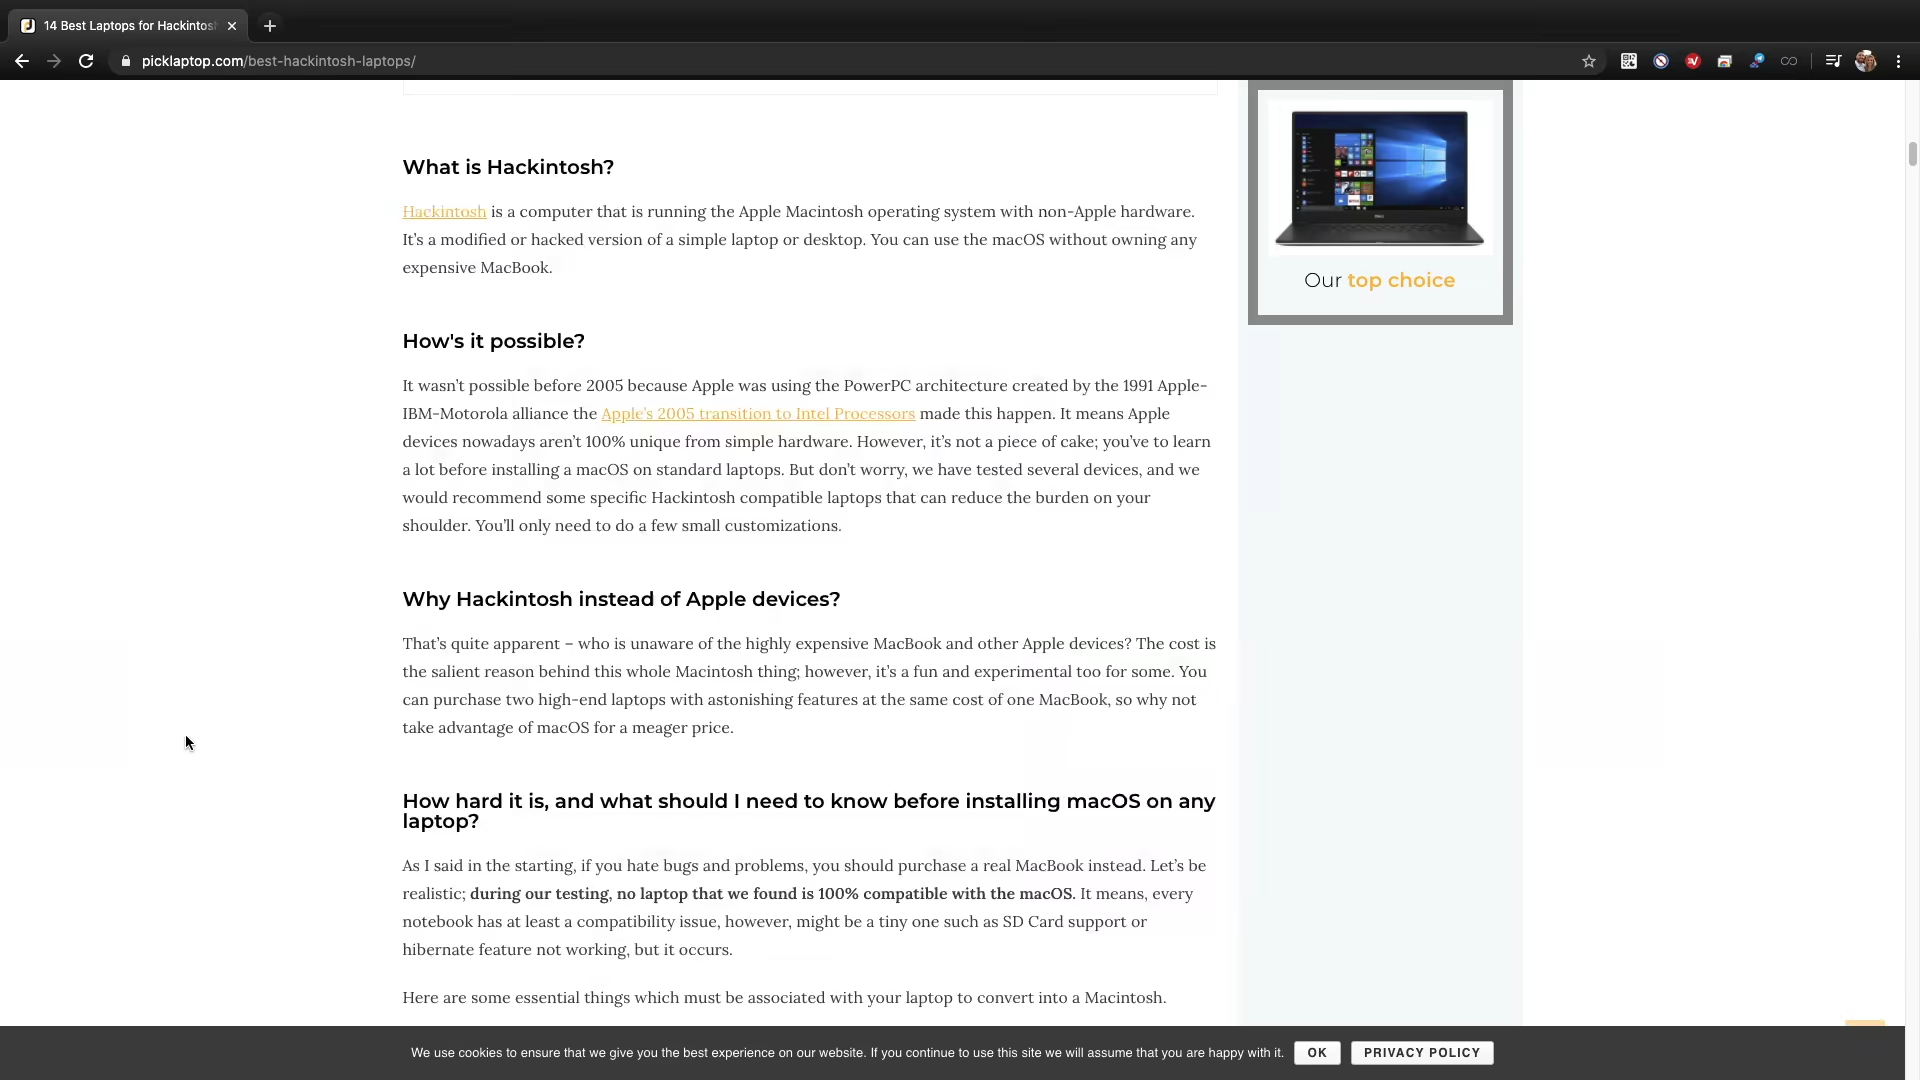 14 Best Laptops for Hackintosh
picklaptop.com/best-hackintosh-laptops/
What is Hackintosh?
Hackintosh is a computer that is running the Apple Macintosh operating system with non-Apple hardware.
It’s a modified or hacked version of a simple laptop or desktop. You can use the macOS without owning any
expensive MacBook.
Our top choice
How's it possible?
It wasn’t possible before 2005 because Apple was using the PowerPC architecture created by the 1991 Apple-
IBM-Motorola alliance the Apple’s 2005 transition to Intel Processors made this happen. It means Apple
devices nowadays aren’t 100% unique from simple hardware. However, it’s not a piece of cake; you’ve to learn
a lot before installing a macOS on standard laptops. But don’t worry, we have tested several devices, and we
would recommend some specific Hackintosh compatible laptops that can reduce the burden on your
shoulder. You’ll only need to do a few small customizations.
Why Hackintosh instead of Apple devices?
That’s quite apparent – who is unaware of the highly expensive MacBook and other Apple devices? The cost is
the salient reason behind this whole Macintosh thing; however, it’s a fun and experimental too for some. You
can purchase two high-end laptops with astonishing features at the same cost of one MacBook, so why not
take advantage of macOS for a meager price.
How hard it is, and what should I need to know before installing macOS on any
laptop?
As I said in the starting, if you hate bugs and problems, you should purchase a real MacBook instead. Let’s be
realistic; during our testing, no laptop that we found is 100% compatible with the macOS. It means, every
notebook has at least a compatibility issue, however, might be a tiny one such as SD Card support or
hibernate feature not working, but it occurs.
Here are some essential things which must be associated with your laptop to convert into a Macintosh.
We use cookies to ensure that we give you the best experience on our website. If you continue to use this site we will assume that you are happy with it.
OK
PRIVACY POLICY